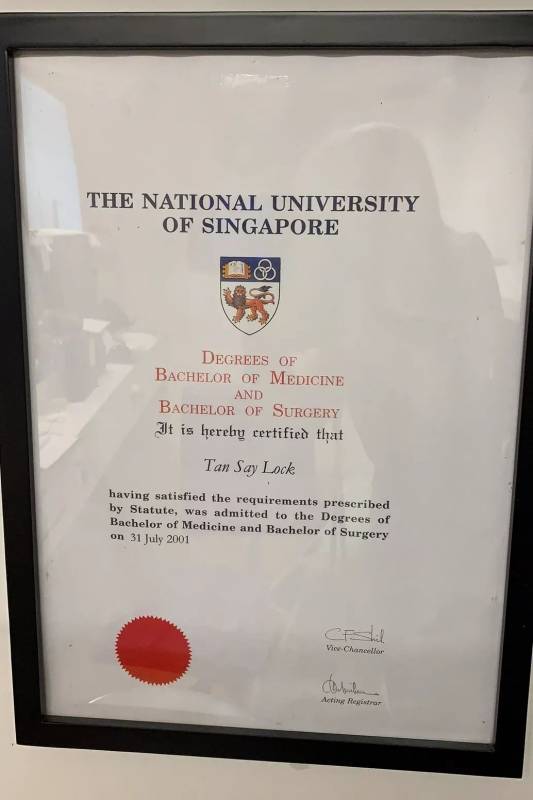 THE NATIONAL UNIVERSITY
OF SINGAPORE
DEGREES OF
BACHELOR OF MEDICINE
AND
BACHELOR OF SURGERY
It is hereby certified that
Tan Say Lock
having satisfied the requirements prescribed
by Statute, was admitted to the Degrees of
Bachelor of Medicine and Bachelor of Surgery
on 31 July 2001
Vice-Chancellor
Acting Registrar